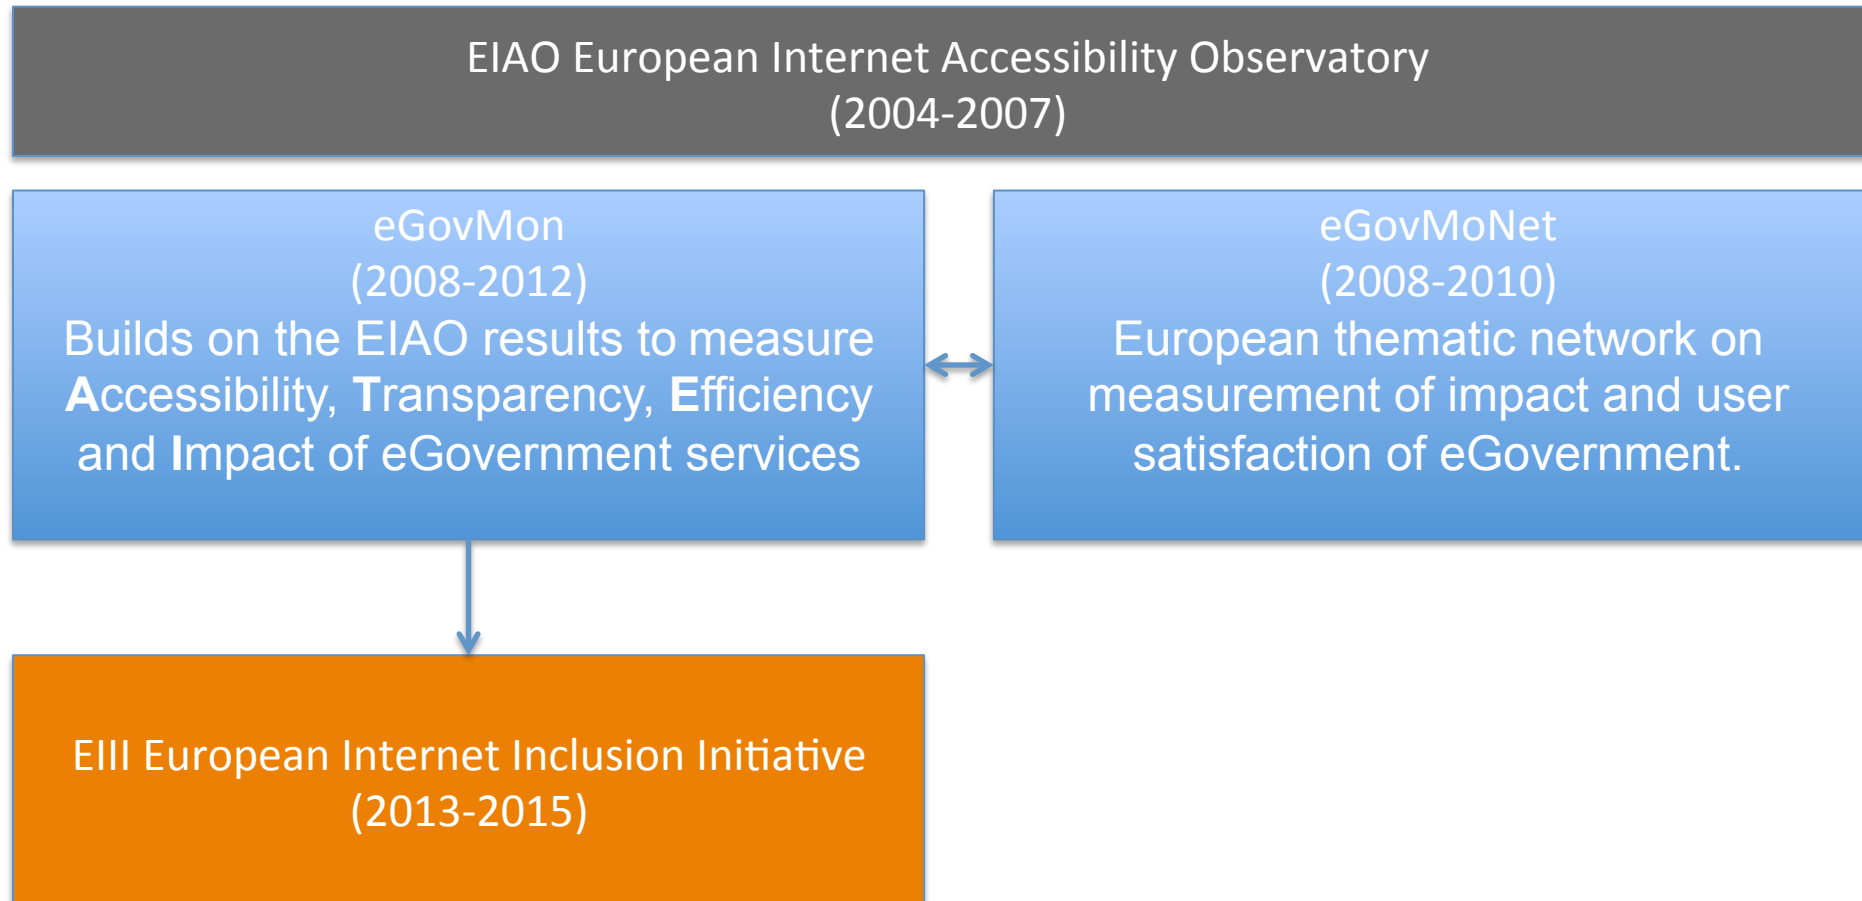 EIAO European Internet Accessibility Observatory
(2004-2007)
eGovMon
(2008-2012)
Builds on the EIAO results to measure
Accessibility, Transparency, Efficiency
and Impact of eGovernment services
eGovMoNet
(2008-2010)
European thematic network on
measurement of impact and user
satisfaction of eGovernment.
EIII European Internet Inclusion Initiative
(2013-2015)